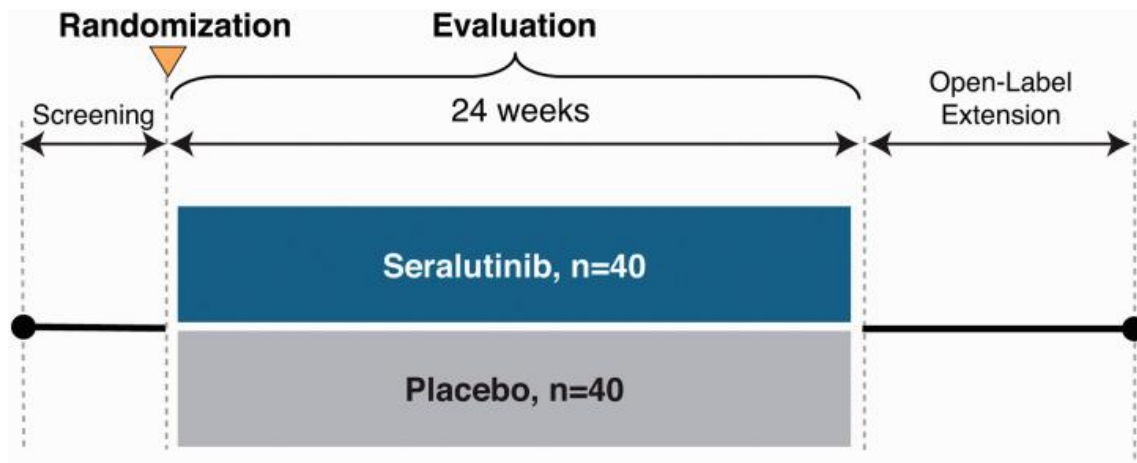 Randomization
Evaluation
Screening
24 weeks
Open-Label
Extension
Seralutinib, n=40
Placebo, n=40